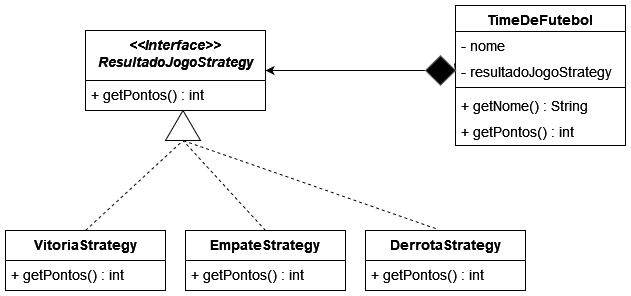 <<Interface>>
ResultadoJogoStrategy
+ getPontos() : int
TimeDeFutebol
- nome
- resultadoJogoStrategy
+ getNome() : String
+ getPontos() : int
VitoriaStrategy
+ getPontos() : int
EmpateStrategy
+ getPontos() : int
DerrotaStrategy
+ getPontos() : int